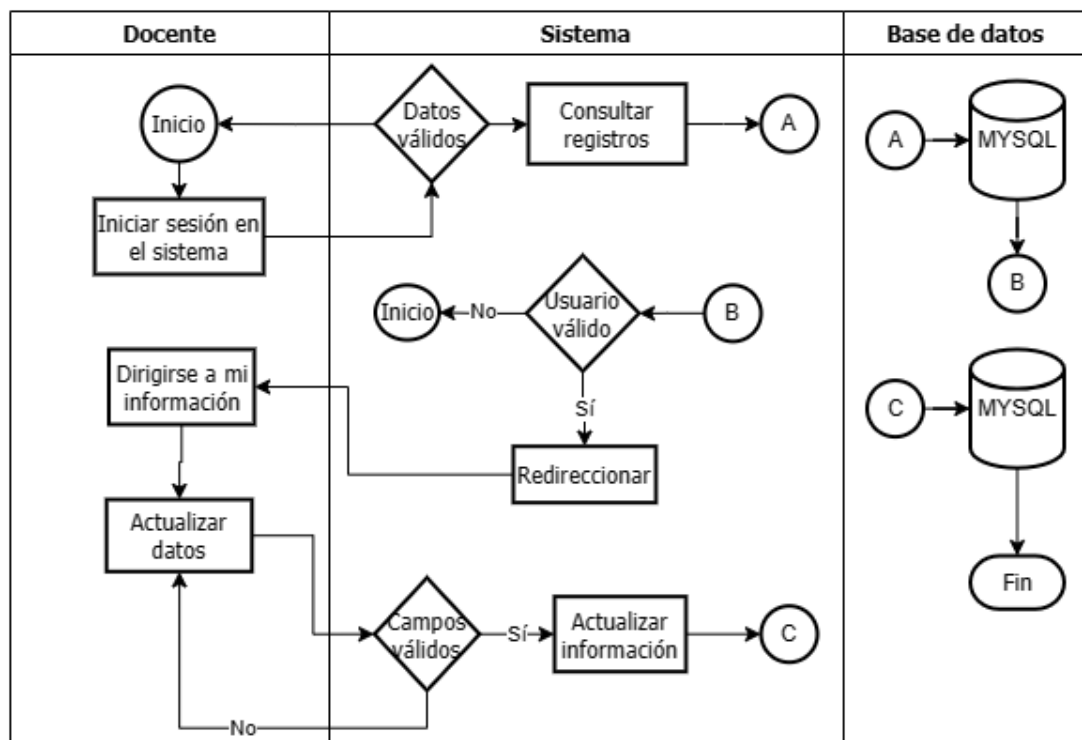 Docente
Sistema
Base de datos
Inicio
Datos
válidos
Consultar
registros
A
A
MYSQL
Iniciar sesión en
el sistema
B
Inicio
No
Usuario
válido
B
Dirigirse a mi
información
Sí
C
MYSQL
Redireccionar
Actualizar
datos
Fin
Campos
válidos
Sí
Actualizar
información
C
No